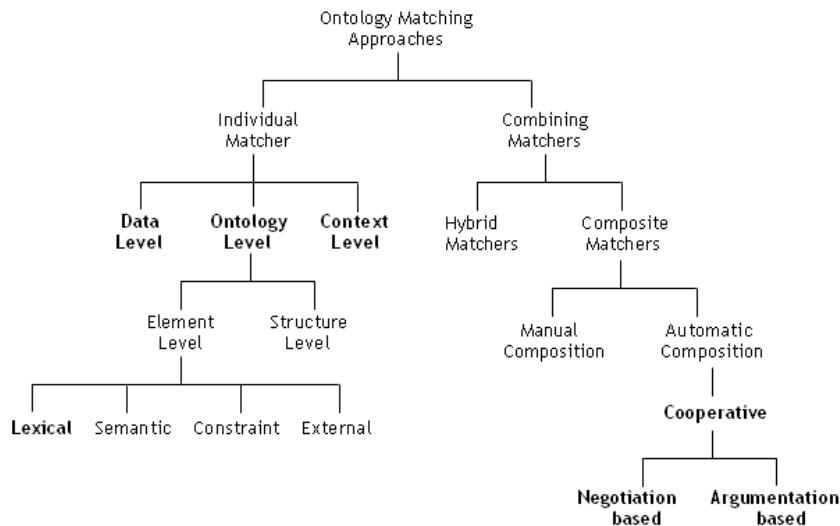 Ontology Matching
Approaches
Individual
Matcher
Combining
Matchers
Data
Level
Ontology
Level
Context
Level
Hybrid
Matchers
Composite
Matchers
Element
Level
Structure
Level
Manual
Composition
Automatic
Composition
Lexical
Semantic
Constraint
External
Cooperative
Negotiation
based
Argumentation
based